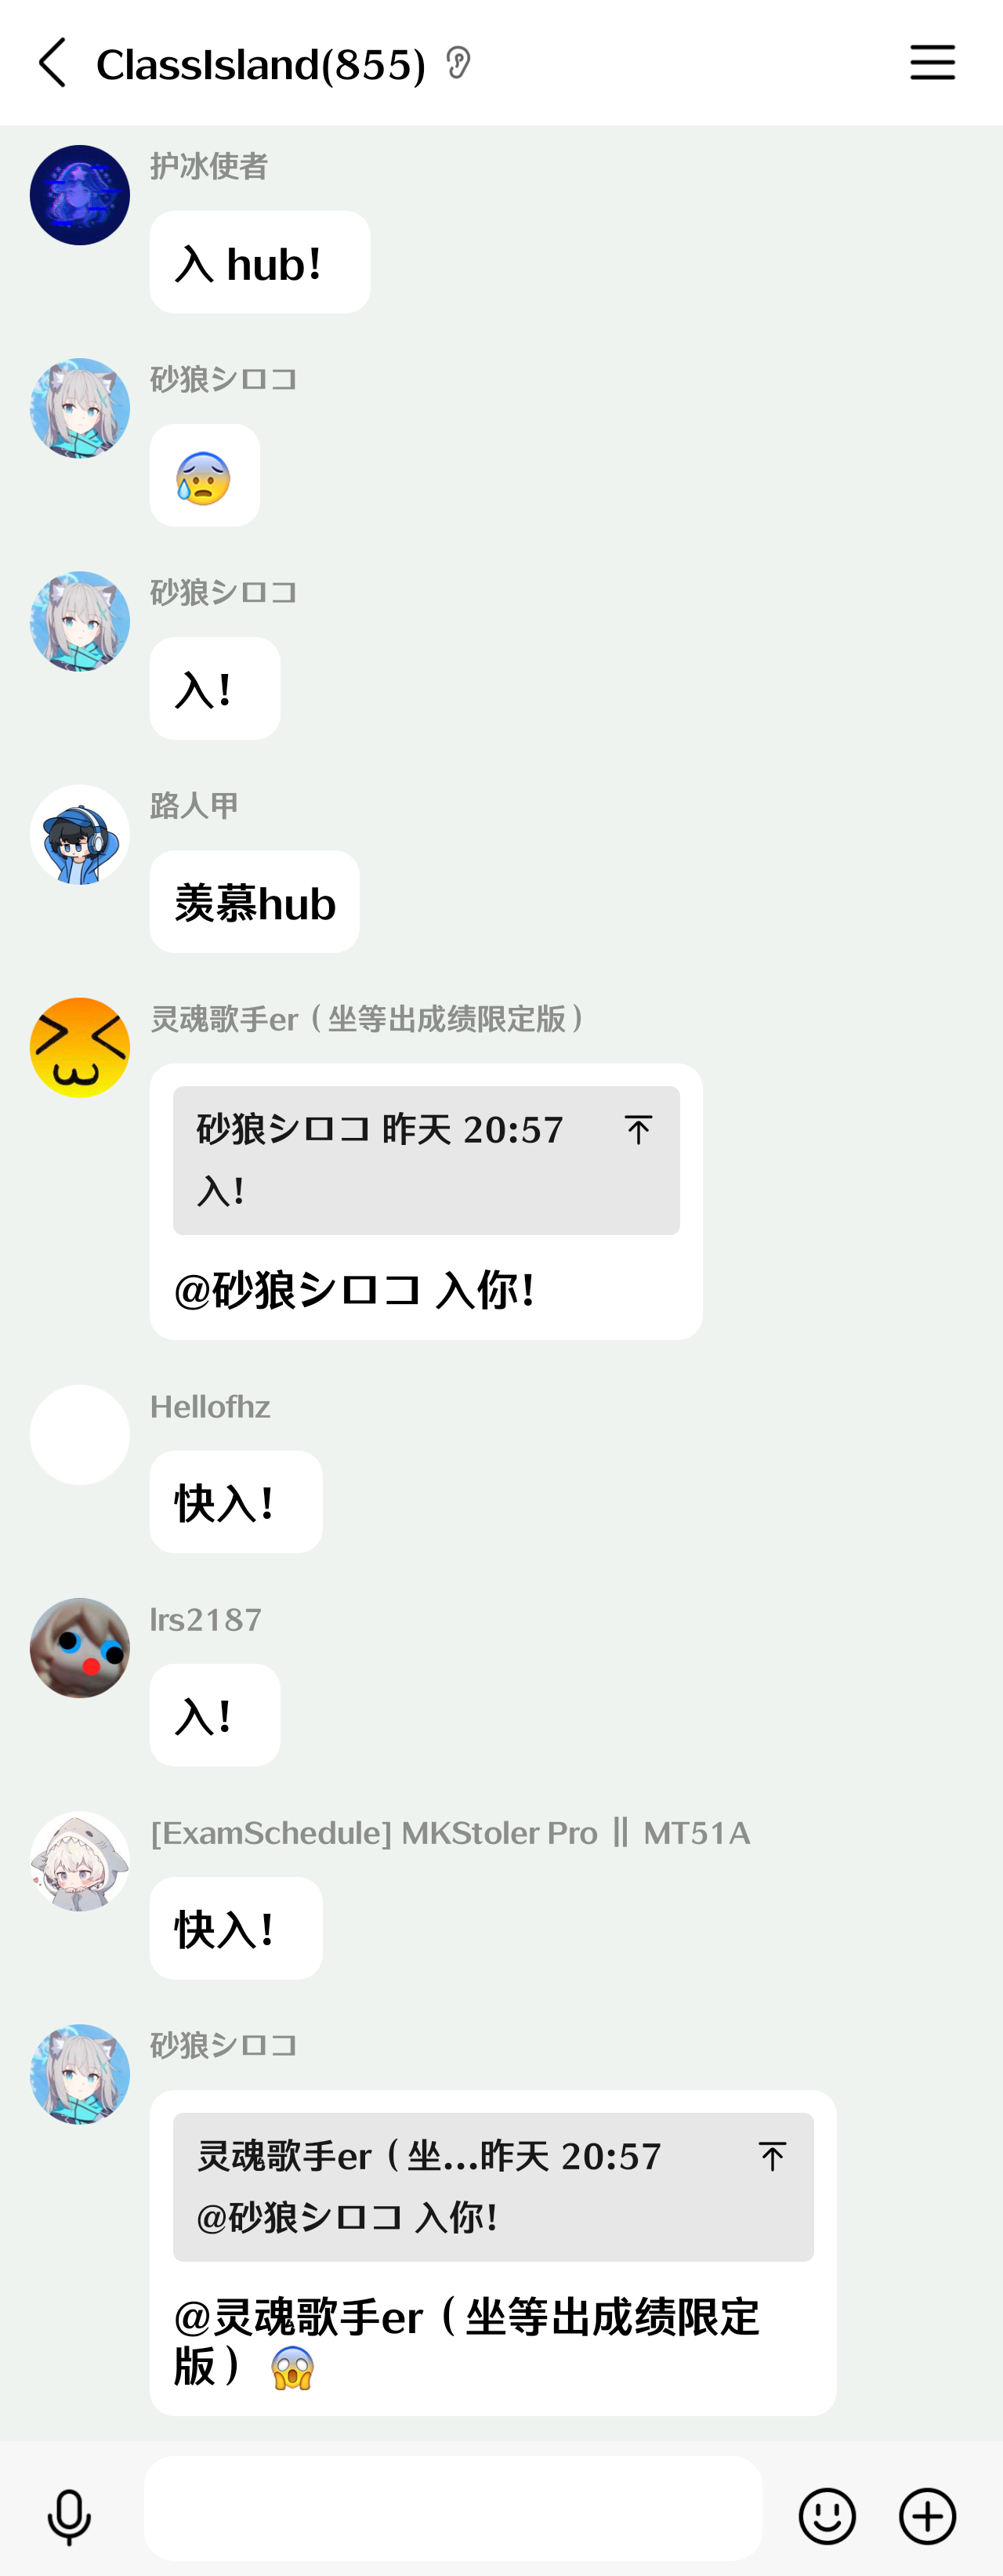 ClassIsland(855)
护冰使者
入 hub！
砂狼シロコ
😰
砂狼シロコ
入！
路人甲
羡慕hub
灵魂歌手er（坐等出成绩限定版）
砂狼シロコ 昨天 20:57
入！
@砂狼シロコ 入你！
Hellofhz
快入！
lrs2187
入！
[ExamSchedule] MKStoler Pro || MT51A
快入！
砂狼シロコ
灵魂歌手er（坐...昨天 20:57
@砂狼シロコ 入你！
@灵魂歌手er（坐等出成绩限定
版） 😱